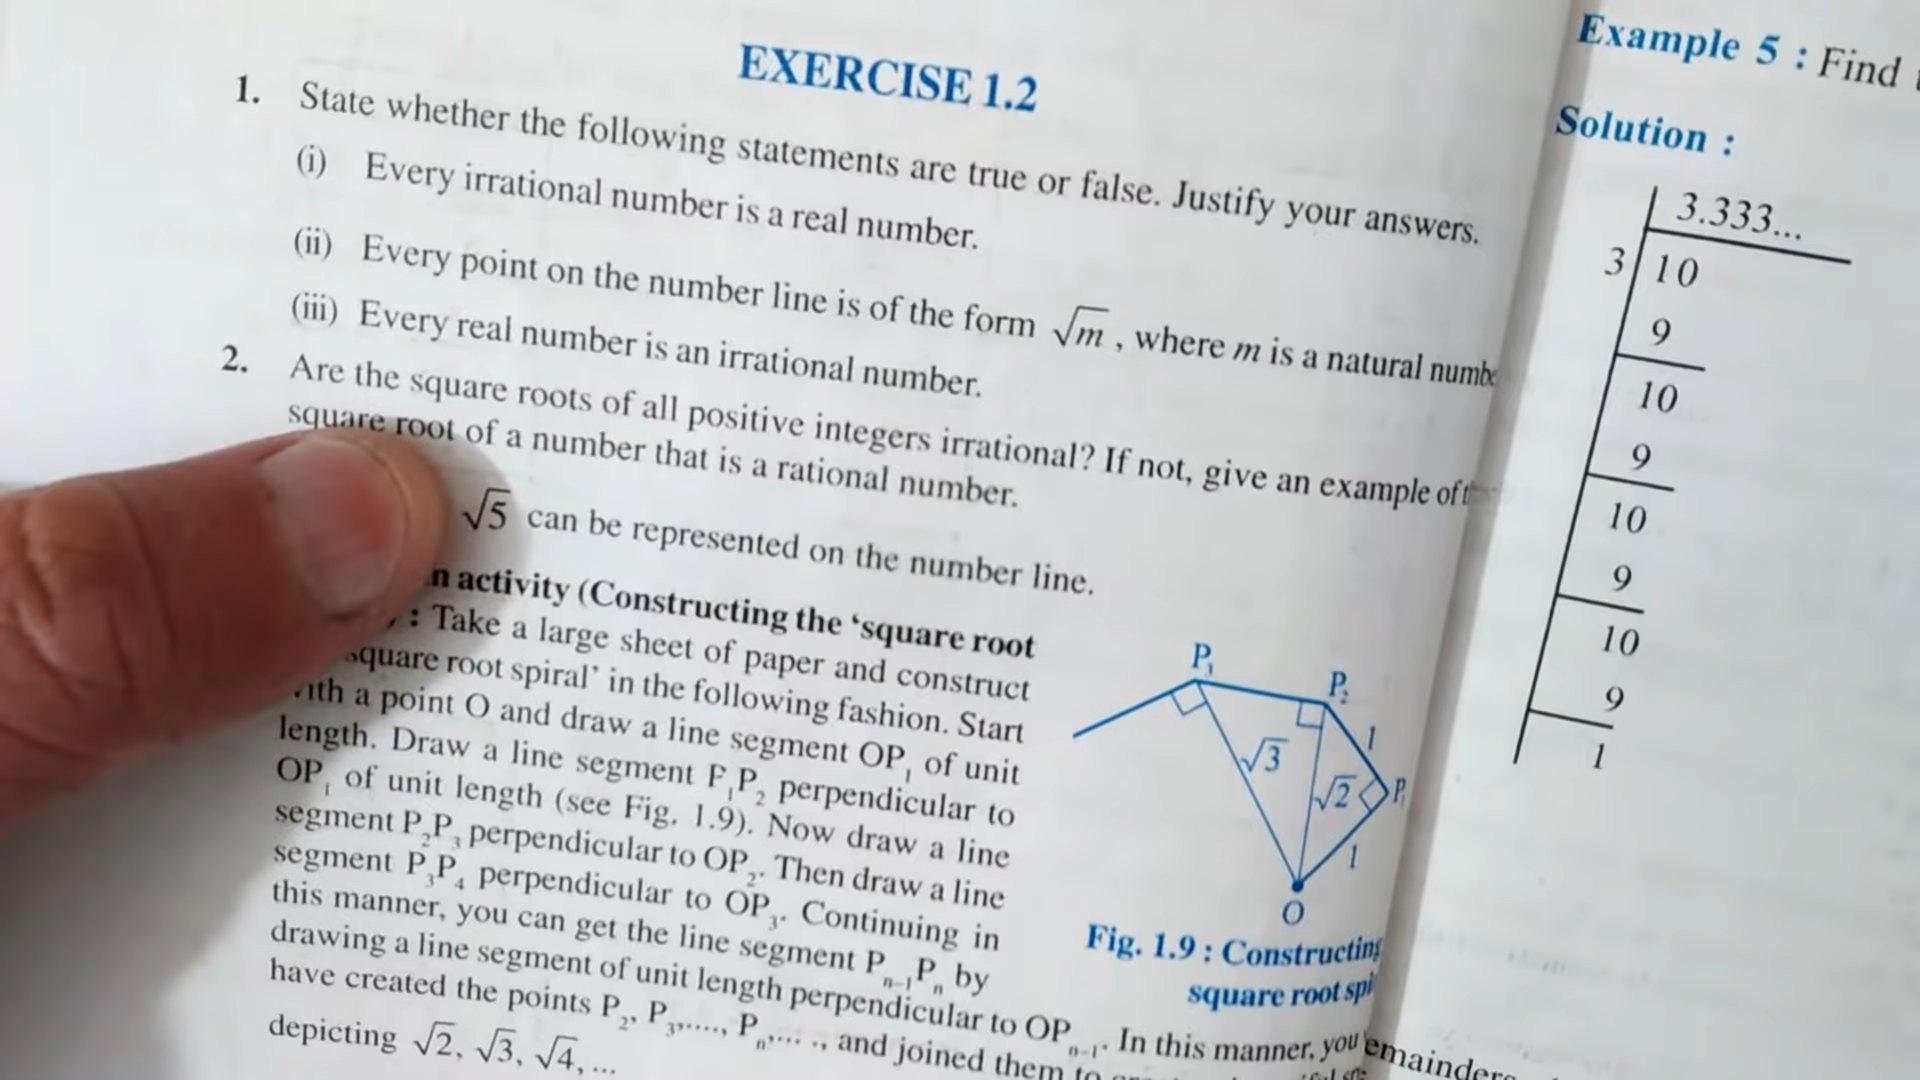 EXERCISE 1.2
1. State whether the following statements are true or false. Justify your answers.
(i) Every irrational number is a real number.
(ii) Every point on the number line is of the form √m , where m is a natural
(iii) Every real number is an irrational number.
2. Are the square roots of all positive integers irrational? If not, give an example of
square root of a number that is a rational number.
√5 can be represented on the number line.
activity (Constructing the ‘square root
: Take a large sheet of paper and construct
square root spiral’ in the following fashion. Start
with a point O and draw a line segment OP₁ of unit
length. Draw a line segment P₁P₂ perpendicular to
OP₁ of unit length (see Fig. 1.9). Now draw a line
segment P₂P₃ perpendicular to OP₂. Then draw a line
segment P₃P₄ perpendicular to OP₃. Continuing in
this manner, you can get the line segment Pₙ₋₁Pₙ by
drawing a line segment of unit length perpendicular to OPₙ₋₁. In this manner, you
have created the points P₂, P₃,....., Pₙ,... ., and joined them to
depicting √2, √3, √4, ...
P₃
P₂
1
√3
√2
P₁
1
O
Fig. 1.9 : Constructing
square root
Example 5 : Find
Solution :
3.333...
3 10
9
10
9
10
9
10
9
1